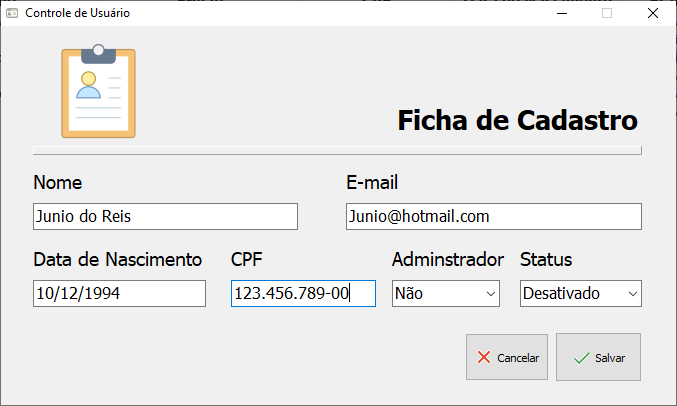 Controle de Usuário
Ficha de Cadastro
Nome E-mail
Junio do Reis Junio@hotmail.com
Data de Nascimento CPF Adminstrador Status
10/12/1994 123.456.789-00 Não Desativado
Cancelar Salvar